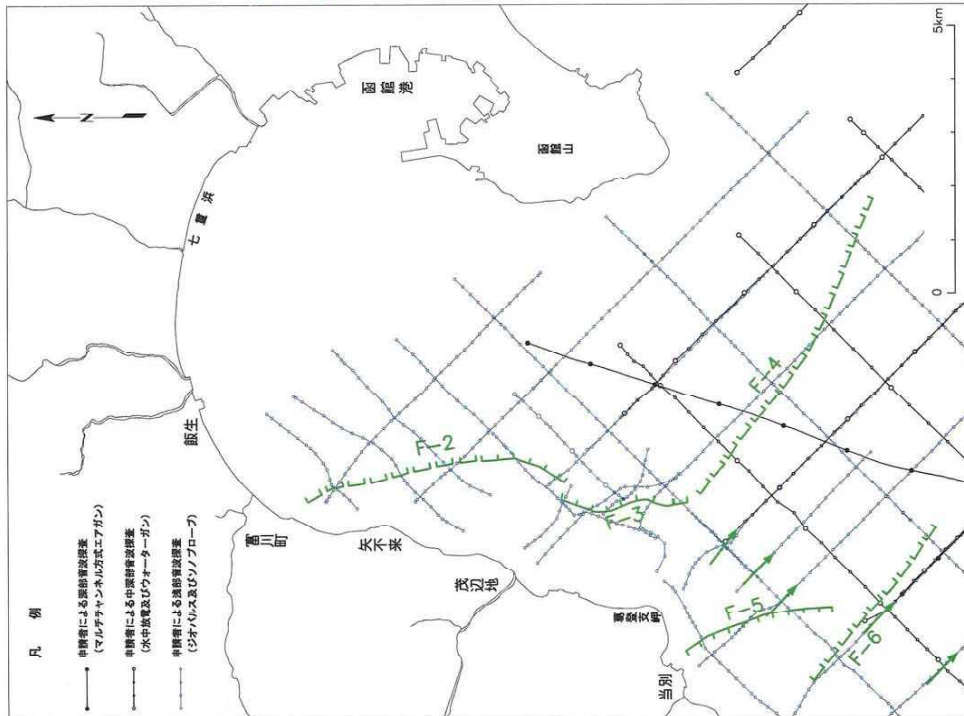 凡 例
申請者による深部音波探査
(マルチチャンネル方式エアガン)
申請者による中深部音波探査
(水中放電及びウォーターガン)
申請者による浅部音波探査
(ジオパルス及びソノプローブ)
N
函館港
函館山
七重浜
飯生
富川町
矢不来
茂辺地
葛登支岬
当別
F-2
F-3
F-4
F-5
F-6
0
5km